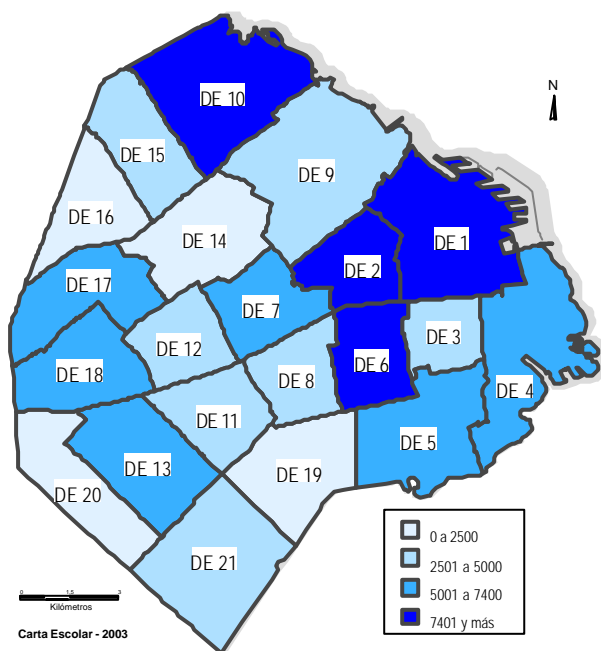 N
DE 10
DE 15
DE 9
DE 16
DE 14
DE 1
DE 2
DE 17
DE 7
DE 3
DE 12
DE 6
DE 18
DE 8
DE 4
DE 11
DE 5
DE 13
DE 19
DE 20
DE 21
0 a 2500
2501 a 5000
5001 a 7400
7401 y más
0 1,5 3
Kilómetros
Carta Escolar - 2003